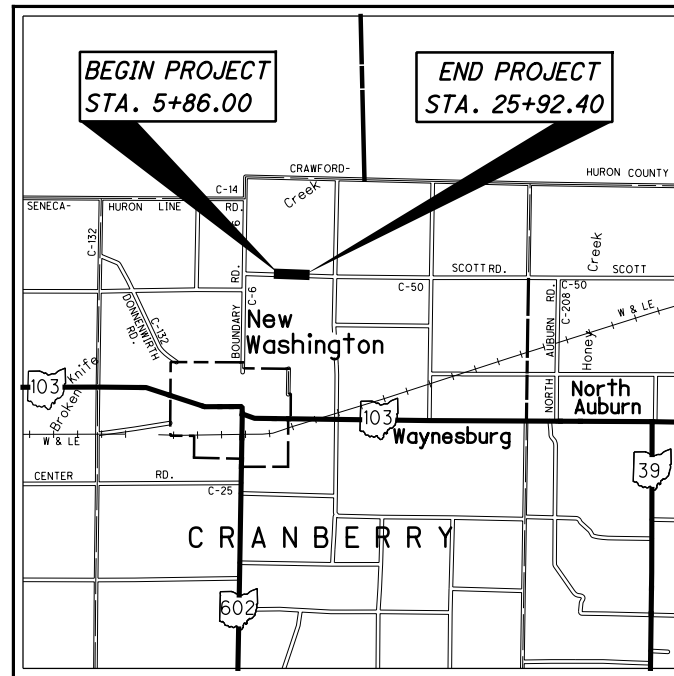 BEGIN PROJECT
STA. 5+86.00
END PROJECT
STA. 25+92.40
CRAWFORD-
HURON COUNTY
C-14
Creek
SENECA-
HURON LINE RD.
C-132
6
Creek
BOUNDARY RD.
SCOTT RD.
SCOTT
C-6
C-50
C-50
C-208
DONNENWIRTH
RD.
C-132
W & LE
New
Washington
NORTH AUBURN RD.
Honey
Broken Knife
103
North
Auburn
103
Waynesburg
W & LE
CENTER RD.
C-25
39
CRANBERRY
602